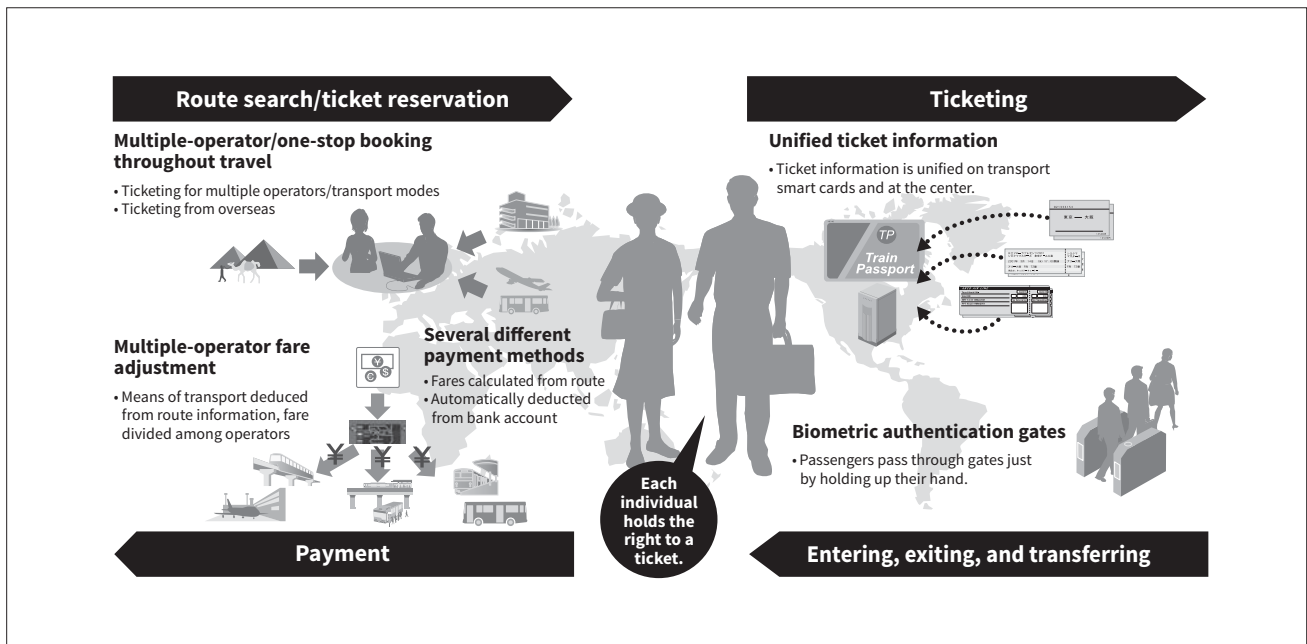 Route search/ticket reservation
Multiple-operator/one-stop booking
throughout travel
• Ticketing for multiple operators/transport modes
• Ticketing from overseas
Ticketing
Unified ticket information
• Ticket information is unified on transport
smart cards and at the center.
TP
Train
Passport
Multiple-operator fare
adjustment
• Means of transport deduced
from route information, fare
divided among operators
¥
€
$
¥
¥
¥
Several different
payment methods
• Fares calculated from route
• Automatically deducted
from bank account
Payment
Each
individual
holds the
right to a
ticket.
Biometric authentication gates
• Passengers pass through gates just
by holding up their hand.
Entering, exiting, and transferring